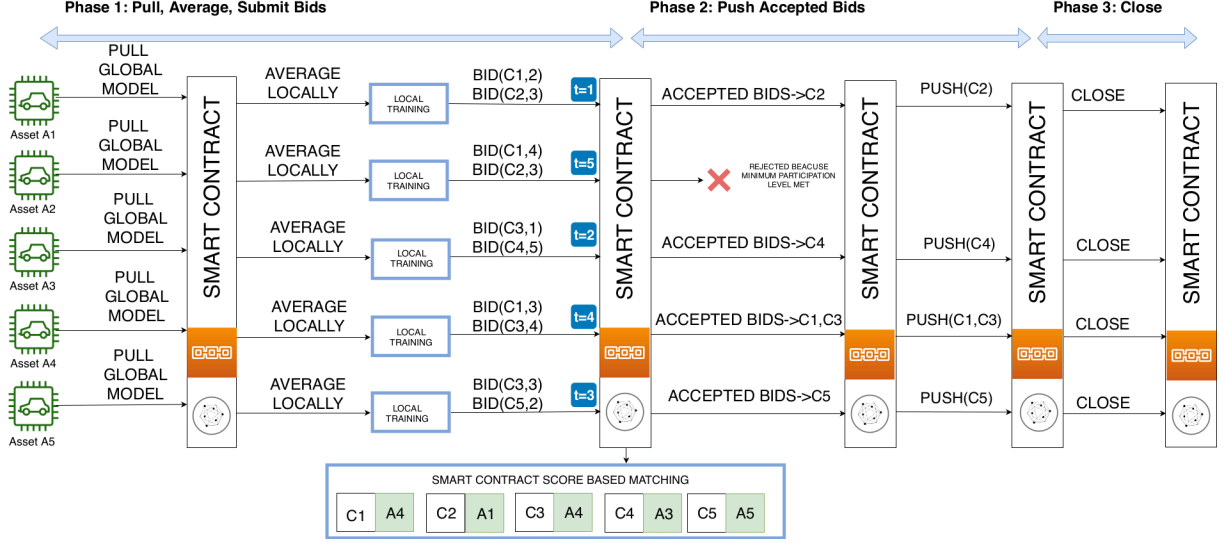 Phase 1: Pull, Average, Submit Bids
Phase 2: Push Accepted Bids
Phase 3: Close
Asset A1
PULL
GLOBAL
MODEL
SMART CONTRACT
AVERAGE
LOCALLY
LOCAL
TRAINING
BID(C1,2)
BID(C2,3)
t=1
SMART CONTRACT
ACCEPTED BIDS->C2
SMART CONTRACT
PUSH(C2)
SMART CONTRACT
CLOSE
SMART CONTRACT
Asset A2
PULL
GLOBAL
MODEL
AVERAGE
LOCALLY
LOCAL
TRAINING
BID(C1,4)
BID(C2,3)
t=5
REJECTED BEACUSE
MINIMUM PARTICIPATION
LEVEL MET
Asset A3
PULL
GLOBAL
MODEL
AVERAGE
LOCALLY
LOCAL
TRAINING
BID(C3,1)
BID(C4,5)
t=2
ACCEPTED BIDS->C4
PUSH(C4)
CLOSE
Asset A4
PULL
GLOBAL
MODEL
AVERAGE
LOCALLY
LOCAL
TRAINING
BID(C1,3)
BID(C3,4)
t=4
ACCEPTED BIDS->C1,C3
PUSH(C1,C3)
CLOSE
Asset A5
PULL
GLOBAL
MODEL
AVERAGE
LOCALLY
LOCAL
TRAINING
BID(C3,3)
BID(C5,2)
t=3
ACCEPTED BIDS->C5
PUSH(C5)
CLOSE
SMART CONTRACT SCORE BASED MATCHING
C1 A4 C2 A1 C3 A4 C4 A3 C5 A5